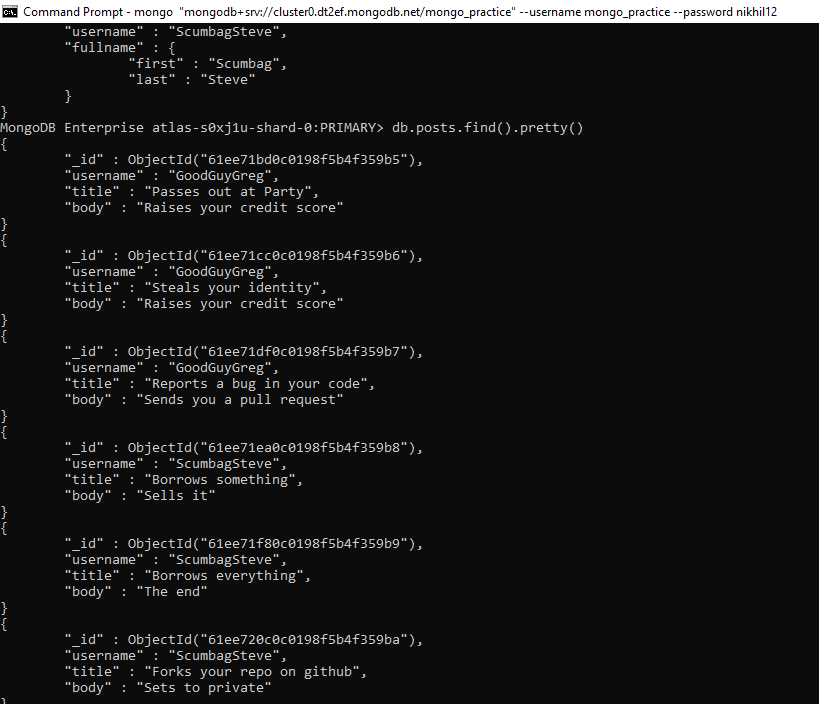 Command Prompt - mongo "mongodb+srv://cluster0.dt2ef.mongodb.net/mongo_practice" --username mongo_practice --password nikhil12
"username" : "ScumbagSteve",
"fullname" : {
"first" : "Scumbag",
"last" : "Steve"
}
}
MongoDB Enterprise atlas-s0xj1u-shard-0:PRIMARY> db.posts.find().pretty()
{
"_id" : ObjectId("61ee71bd0c0198f5b4f359b5"),
"username" : "GoodGuyGreg",
"title" : "Passes out at Party",
"body" : "Raises your credit score"
}
{
"_id" : ObjectId("61ee71cc0c0198f5b4f359b6"),
"username" : "GoodGuyGreg",
"title" : "Steals your identity",
"body" : "Raises your credit score"
}
{
"_id" : ObjectId("61ee71df0c0198f5b4f359b7"),
"username" : "GoodGuyGreg",
"title" : "Reports a bug in your code",
"body" : "Sends you a pull request"
}
{
"_id" : ObjectId("61ee71ea0c0198f5b4f359b8"),
"username" : "ScumbagSteve",
"title" : "Borrows something",
"body" : "Sells it"
}
{
"_id" : ObjectId("61ee71f80c0198f5b4f359b9"),
"username" : "ScumbagSteve",
"title" : "Borrows everything",
"body" : "The end"
}
{
"_id" : ObjectId("61ee720c0c0198f5b4f359ba"),
"username" : "ScumbagSteve",
"title" : "Forks your repo on github",
"body" : "Sets to private"
}